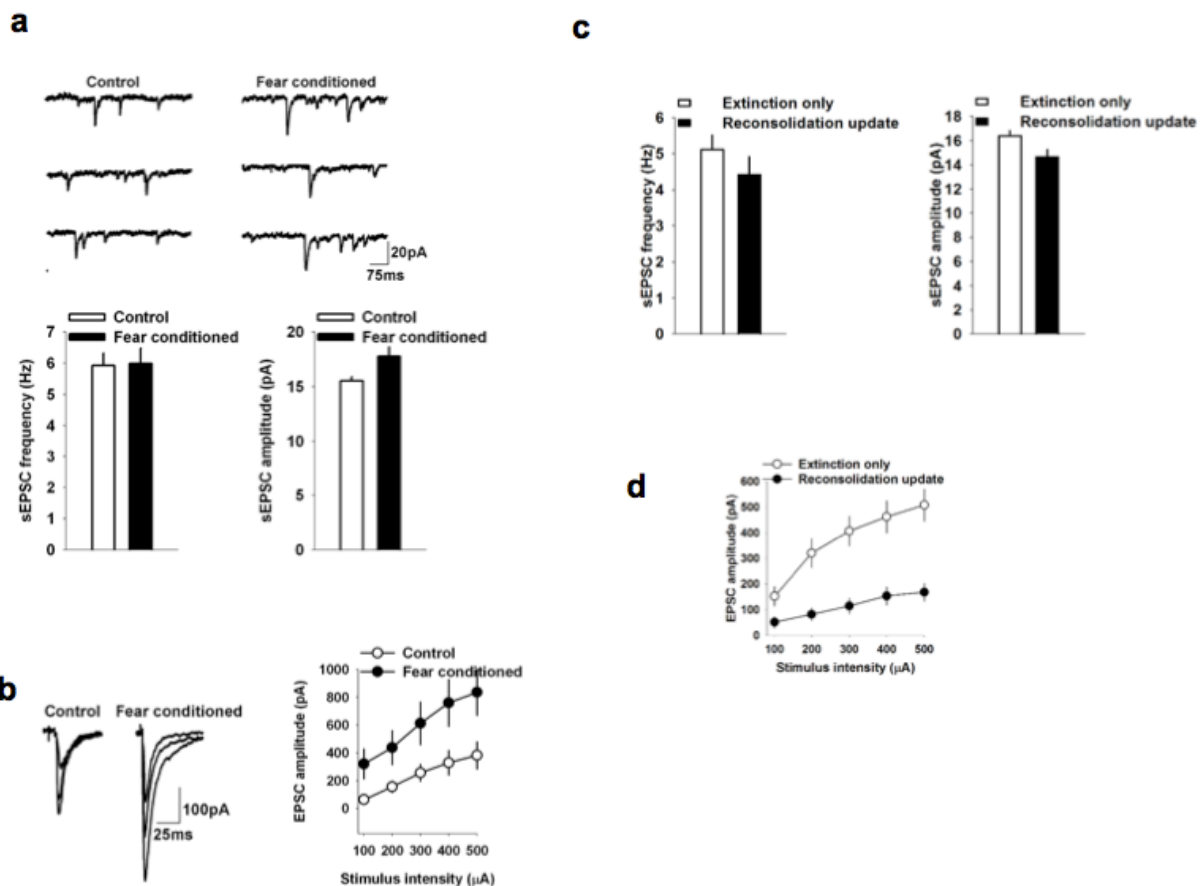 a
Control
Fear conditioned
20pA
75ms
Control
Fear conditioned
sEPSC frequency (Hz)
7
6
5
4
3
2
1
0
Control
Fear conditioned
sEPSC amplitude (pA)
20
15
10
5
0
b
Control
Fear conditioned
100pA
25ms
Control
Fear conditioned
EPSC amplitude (pA)
1000
800
600
400
200
0
100 200 300 400 500
Stimulus intensity (μA)
c
Extinction only
Reconsolidation update
sEPSC frequency (Hz)
6
5
4
3
2
1
0
Extinction only
Reconsolidation update
sEPSC amplitude (pA)
18
16
14
12
10
8
6
4
2
0
d
Extinction only
Reconsolidation update
EPSC amplitude (pA)
600
500
400
300
200
100
0
100 200 300 400 500
Stimulus intensity (μA)